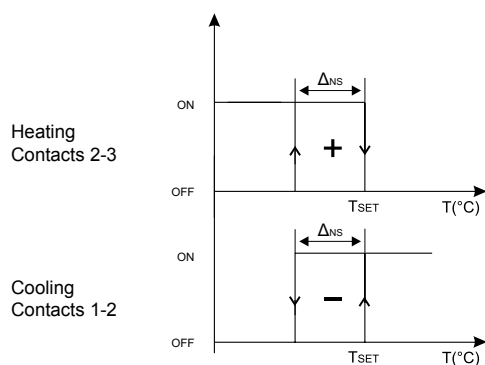 ΔNS
ON
Heating
Contacts 2-3
+
OFF
TSET
T(°C)
ΔNS
ON
Cooling
Contacts 1-2
−
OFF
TSET
T(°C)